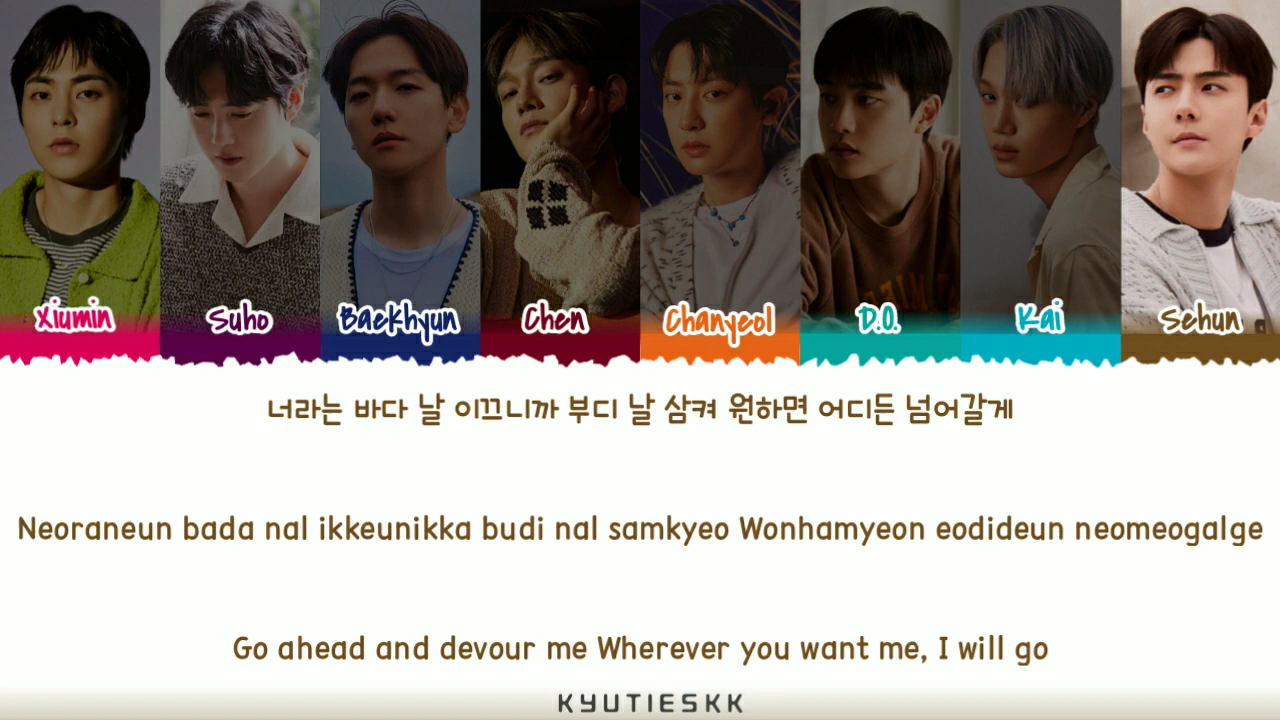 Xiumin Suho Baekhyun Chen Chanyeol D.O. Kai Sehun
너라는 바다 날 이끄니까 부디 날 삼켜 원하면 어디든 넘어갈게
Neoraneun bada nal ikkeunikka budi nal samkyeo Wonhamyeon eodideun neomeogalge
Go ahead and devour me Wherever you want me, I will go
KYUTIESKK